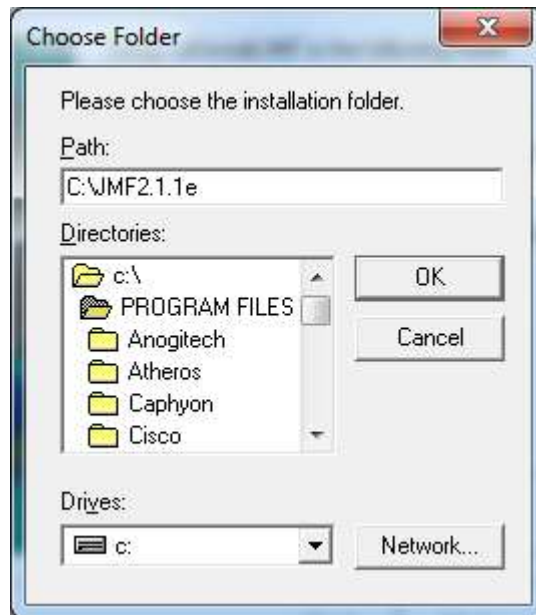 Choose Folder
Please choose the installation folder.
Path:
C:\JMF2.1.1e
Directories:
c:\
PROGRAM FILES
Anogitech
Atheros
Caphyon
Cisco
OK
Cancel
Drives:
c:
Network...